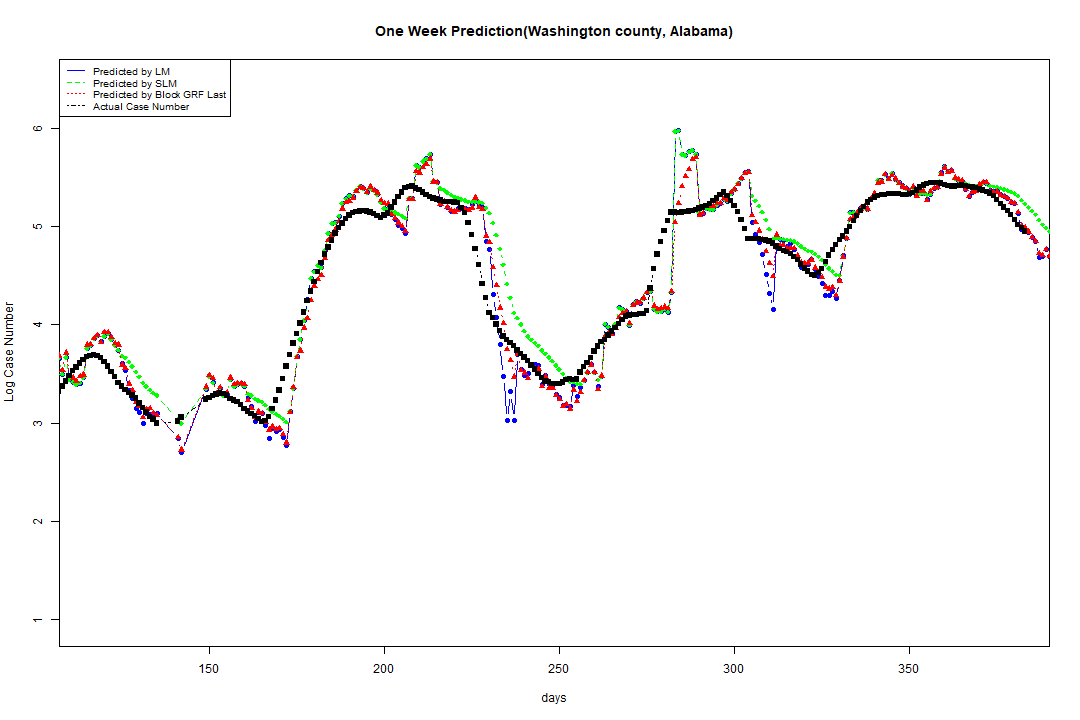 One Week Prediction(Washington county, Alabama)
Predicted by LM
Predicted by SLM
Predicted by Block GRF Last
Actual Case Number
6
5
4
3
2
1
Log Case Number
150 200 250 300 350
days